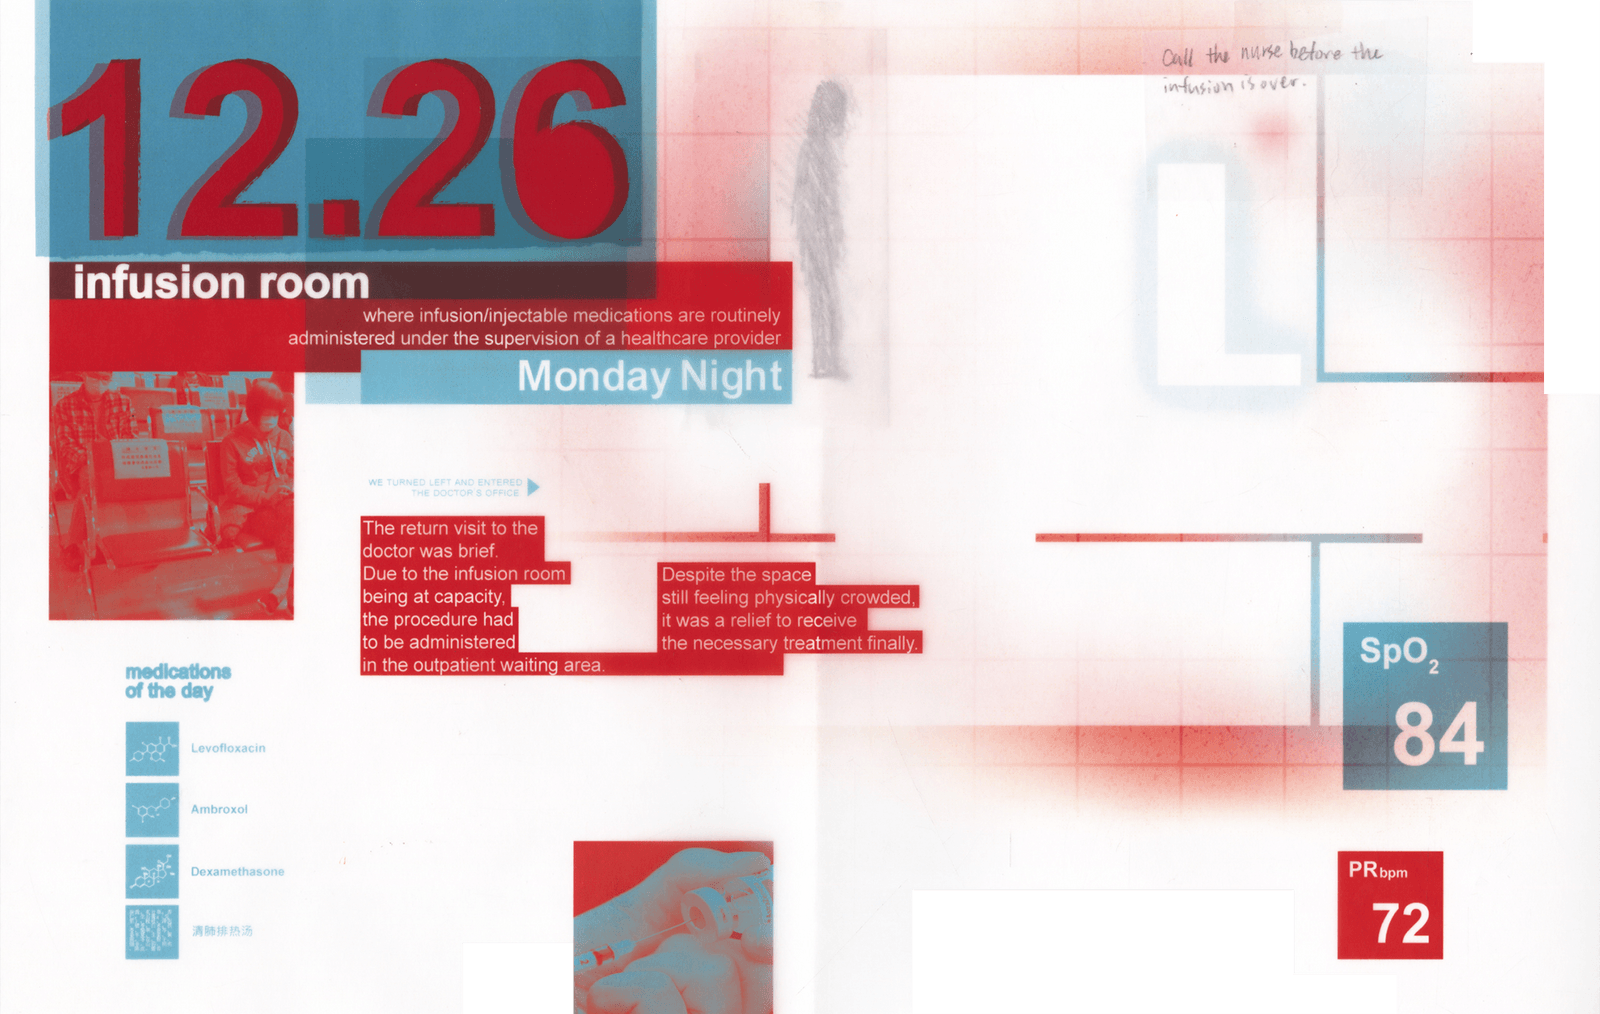 12.26
infusion room
where infusion/injectable medications are routinely
administered under the supervision of a healthcare provider
Monday Night
Call the nurse before the
infusion is over.
L
WE TURNED LEFT AND ENTERED
THE DOCTOR'S OFFICE
The return visit to the
doctor was brief.
Due to the infusion room
being at capacity,
the procedure had
to be administered
in the outpatient waiting area.
Despite the space
still feeling physically crowded,
it was a relief to receive
the necessary treatment finally.
medications
of the day
Levofloxacin
Ambroxol
Dexamethasone
清肺排热汤
SpO2
84
PR bpm
72